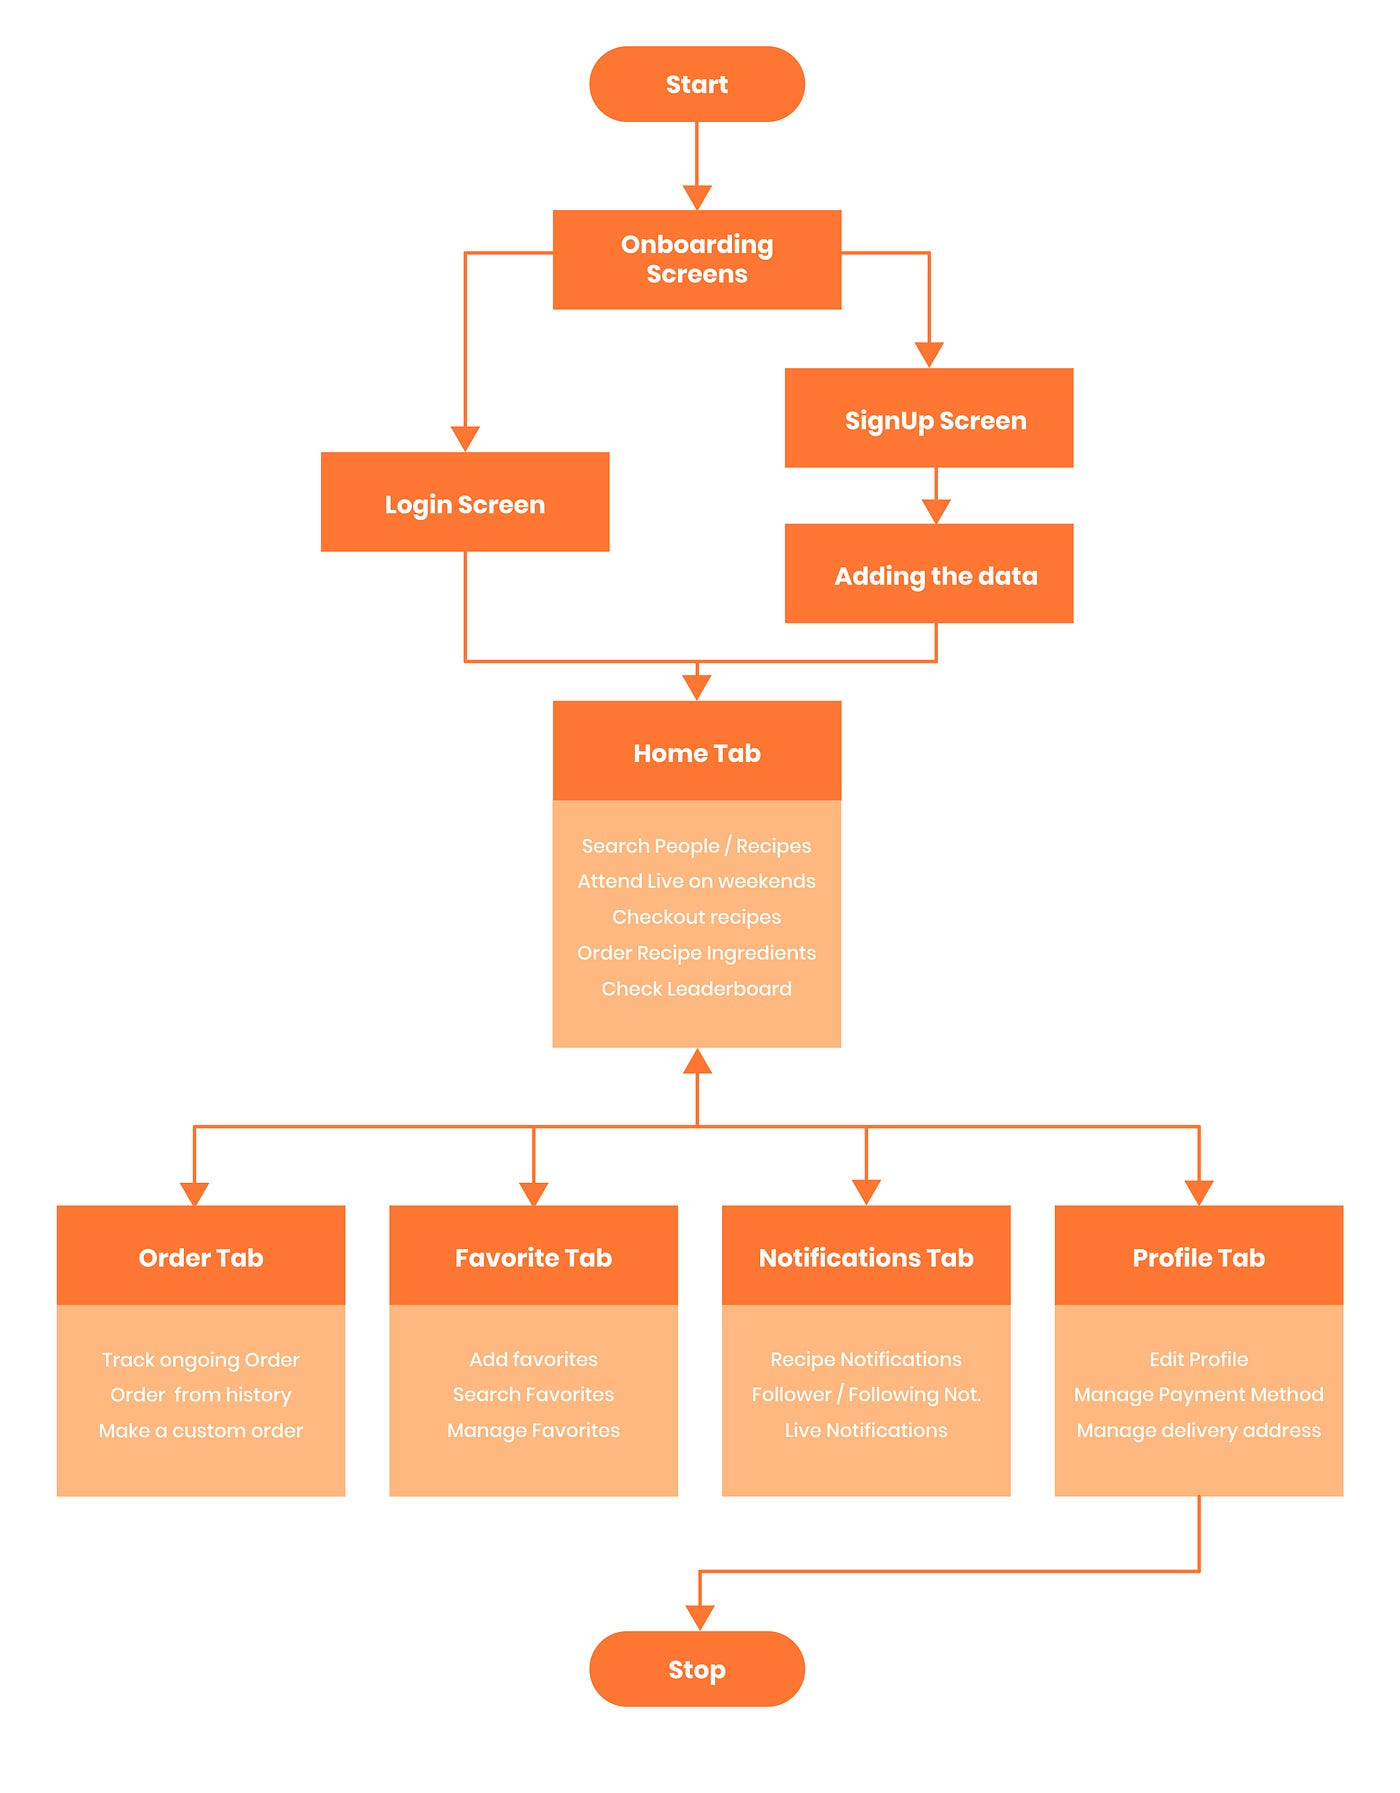 Start
Onboarding
Screens
SignUp Screen
Login Screen
Adding the data
Home Tab
Search People / Recipes
Attend Live on weekends
Checkout recipes
Order Recipe Ingredients
Check Leaderboard
Order Tab
Track ongoing Order
Order from history
Make a custom order
Favorite Tab
Add favorites
Search Favorites
Manage Favorites
Notifications Tab
Recipe Notifications
Follower / Following Not.
Live Notifications
Profile Tab
Edit Profile
Manage Payment Method
Manage delivery address
Stop